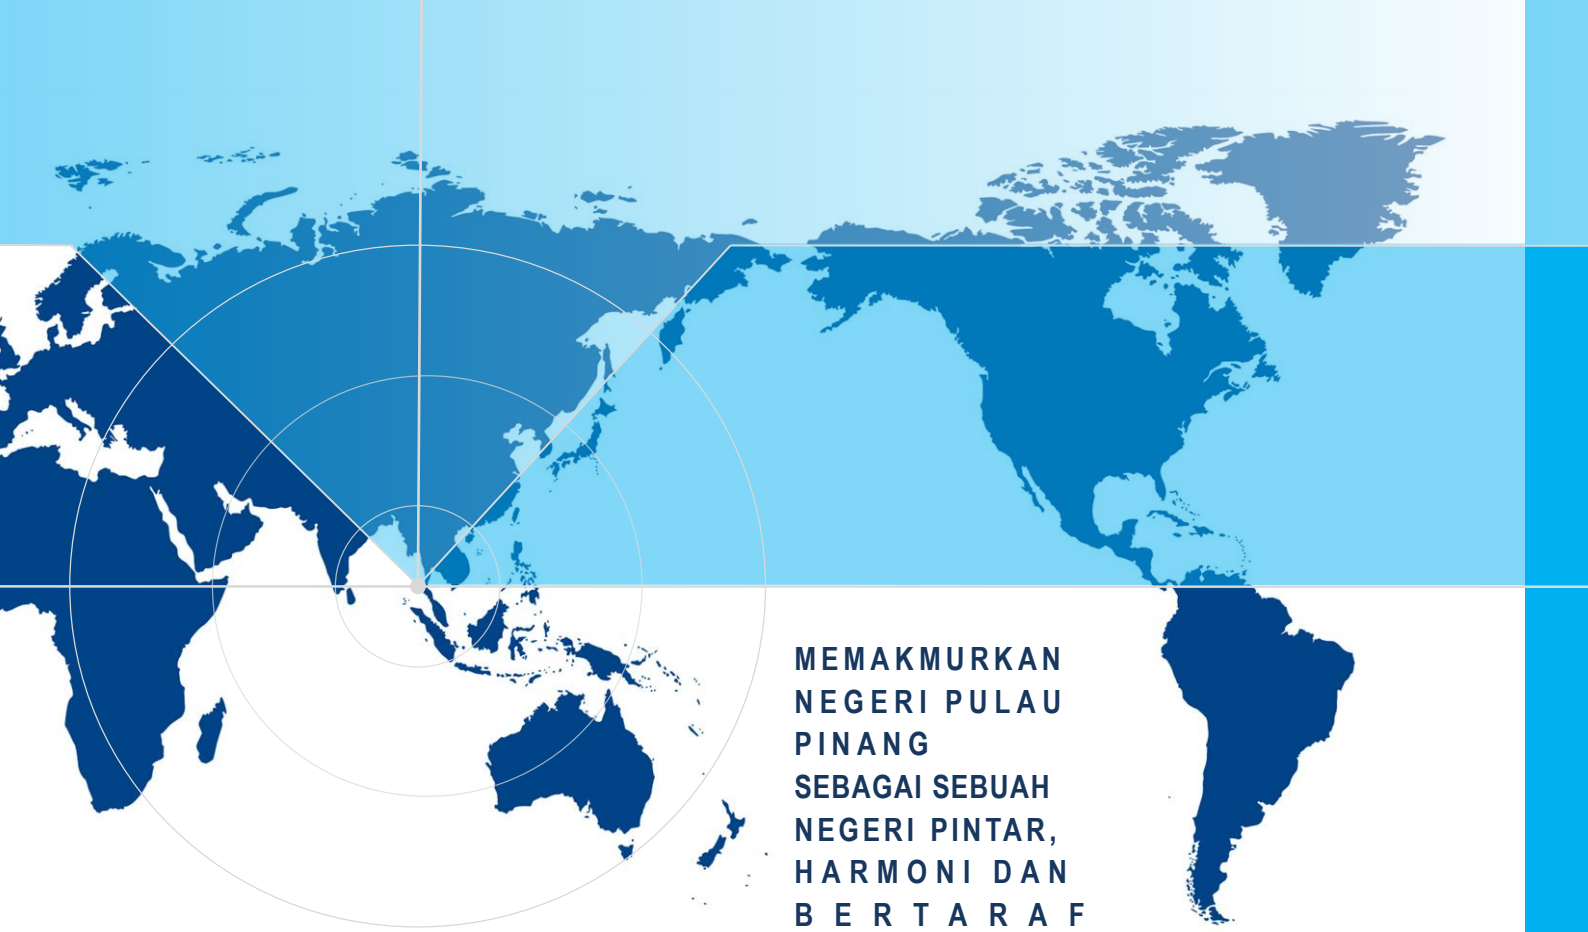 MEMAKMURKAN
NEGERI PULAU
PINANG
SEBAGAI SEBUAH
NEGERI PINTAR,
HARMONI DAN
BERTARAF